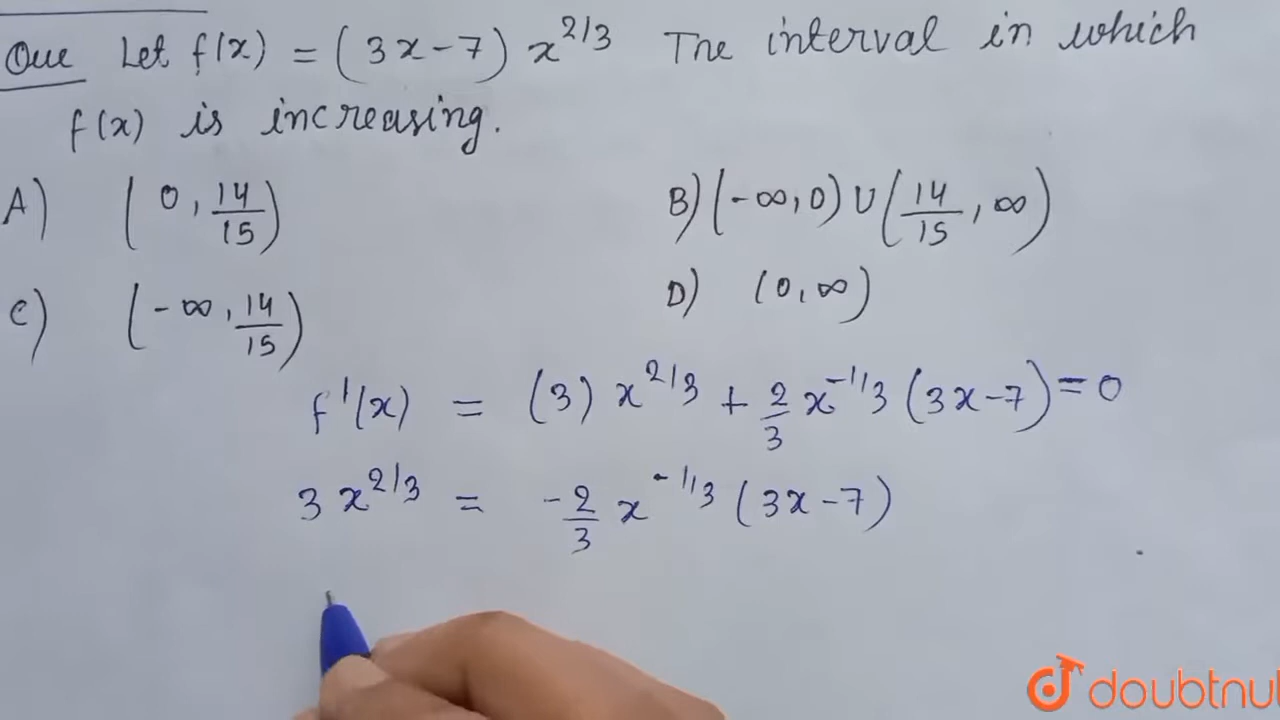 Que Let f(x) = (3x-7) x^{2/3} The interval in which
f(x) is increasing.
A) (0, 14/15) B) (-∞, 0) ∪ (14/15, ∞)
C) (-∞, 14/15) D) (0, ∞)
f'(x) = (3) x^{2/3} + 2/3 x^{-1/3} (3x-7) = 0
3 x^{2/3} = -2/3 x^{-1/3} (3x-7)
doubtnut